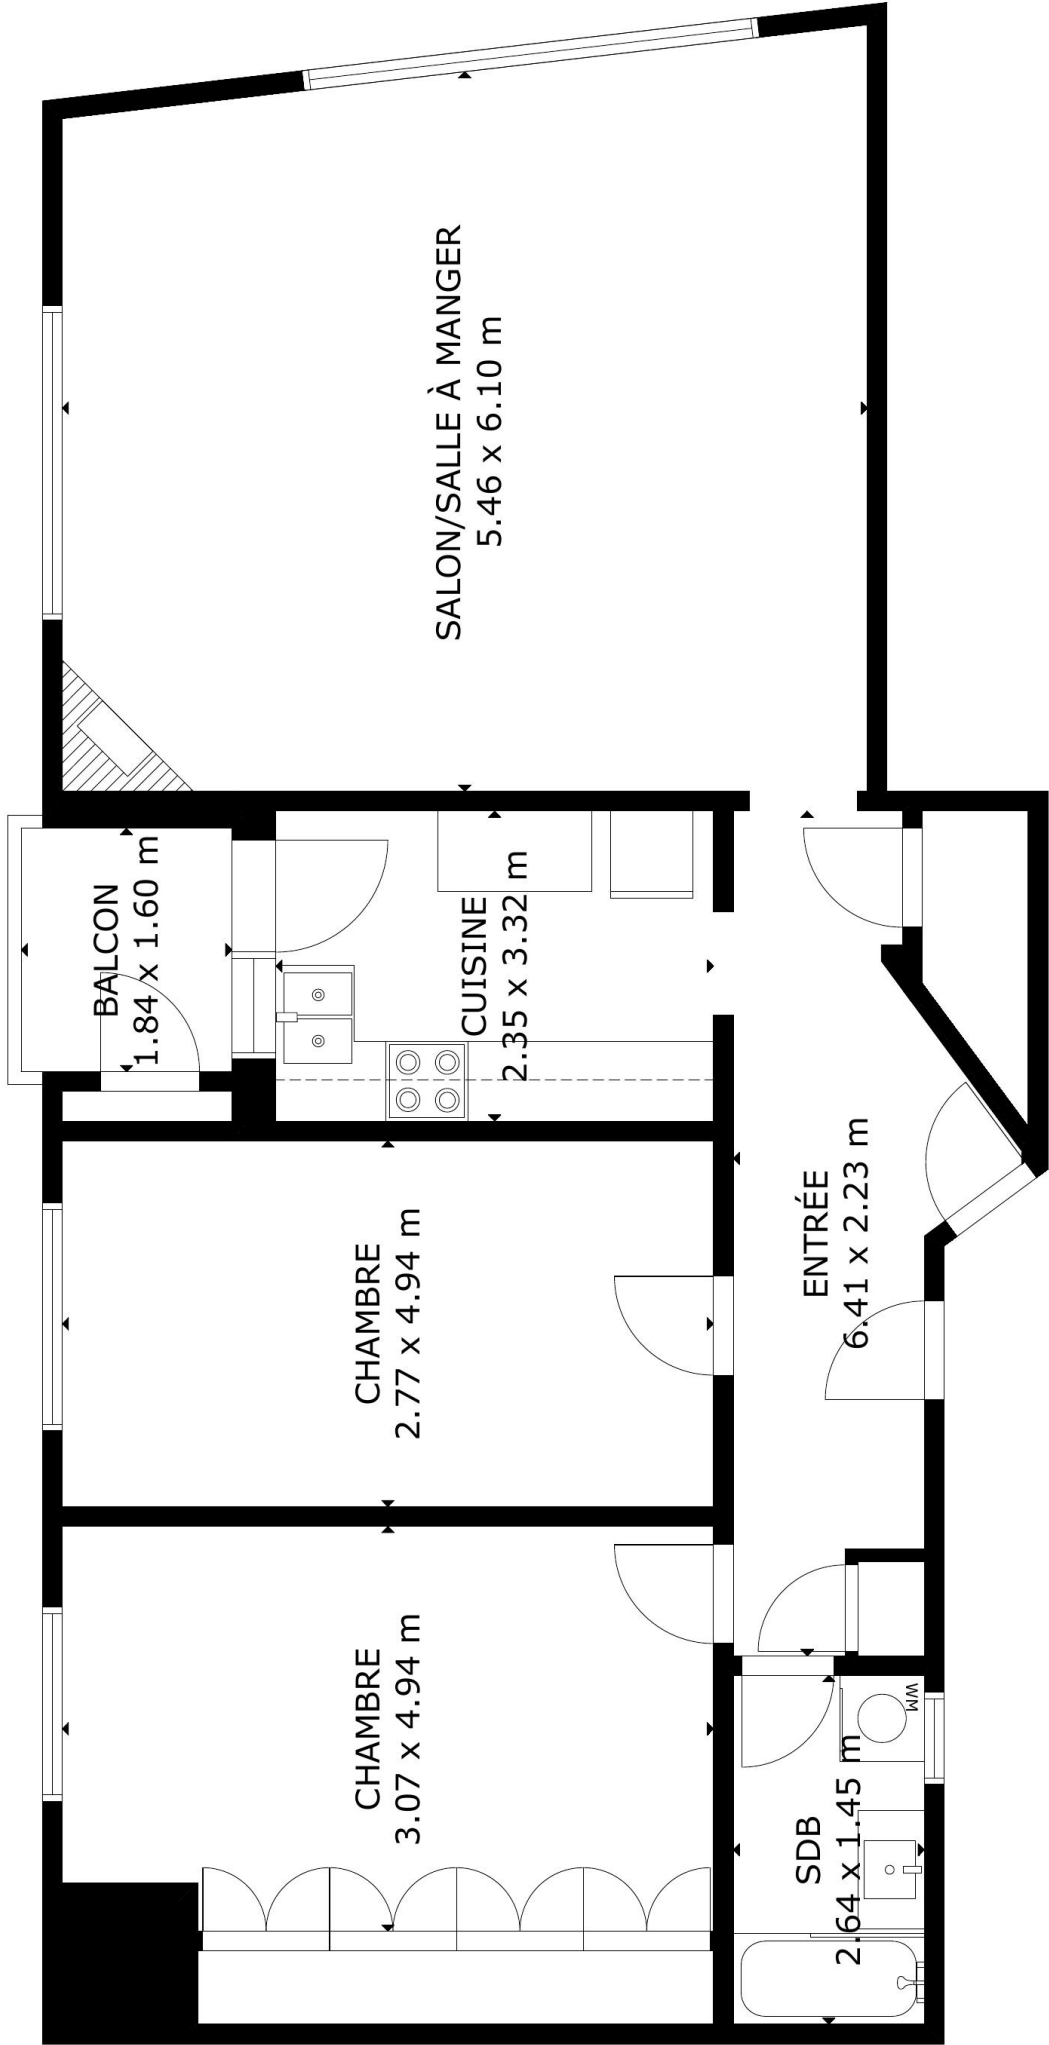 SALON/SALLE À MANGER
5.46 x 6.10 m
BALCON
1.84 x 1.60 m
CUISINE
2.35 x 3.32 m
CHAMBRE
2.77 x 4.94 m
ENTRÉE
6.41 x 2.23 m
CHAMBRE
3.07 x 4.94 m
WM
SDB
2.64 x 1.45 m